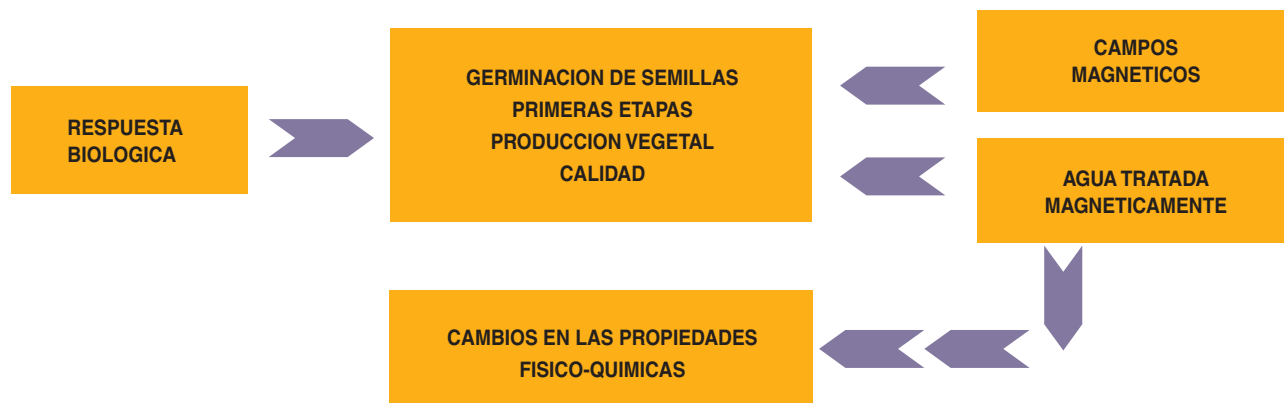 RESPUESTA
BIOLOGICA
GERMINACION DE SEMILLAS
PRIMERAS ETAPAS
PRODUCCION VEGETAL
CALIDAD
CAMPOS
MAGNETICOS
AGUA TRATADA
MAGNETICAMENTE
CAMBIOS EN LAS PROPIEDADES
FISICO-QUIMICAS